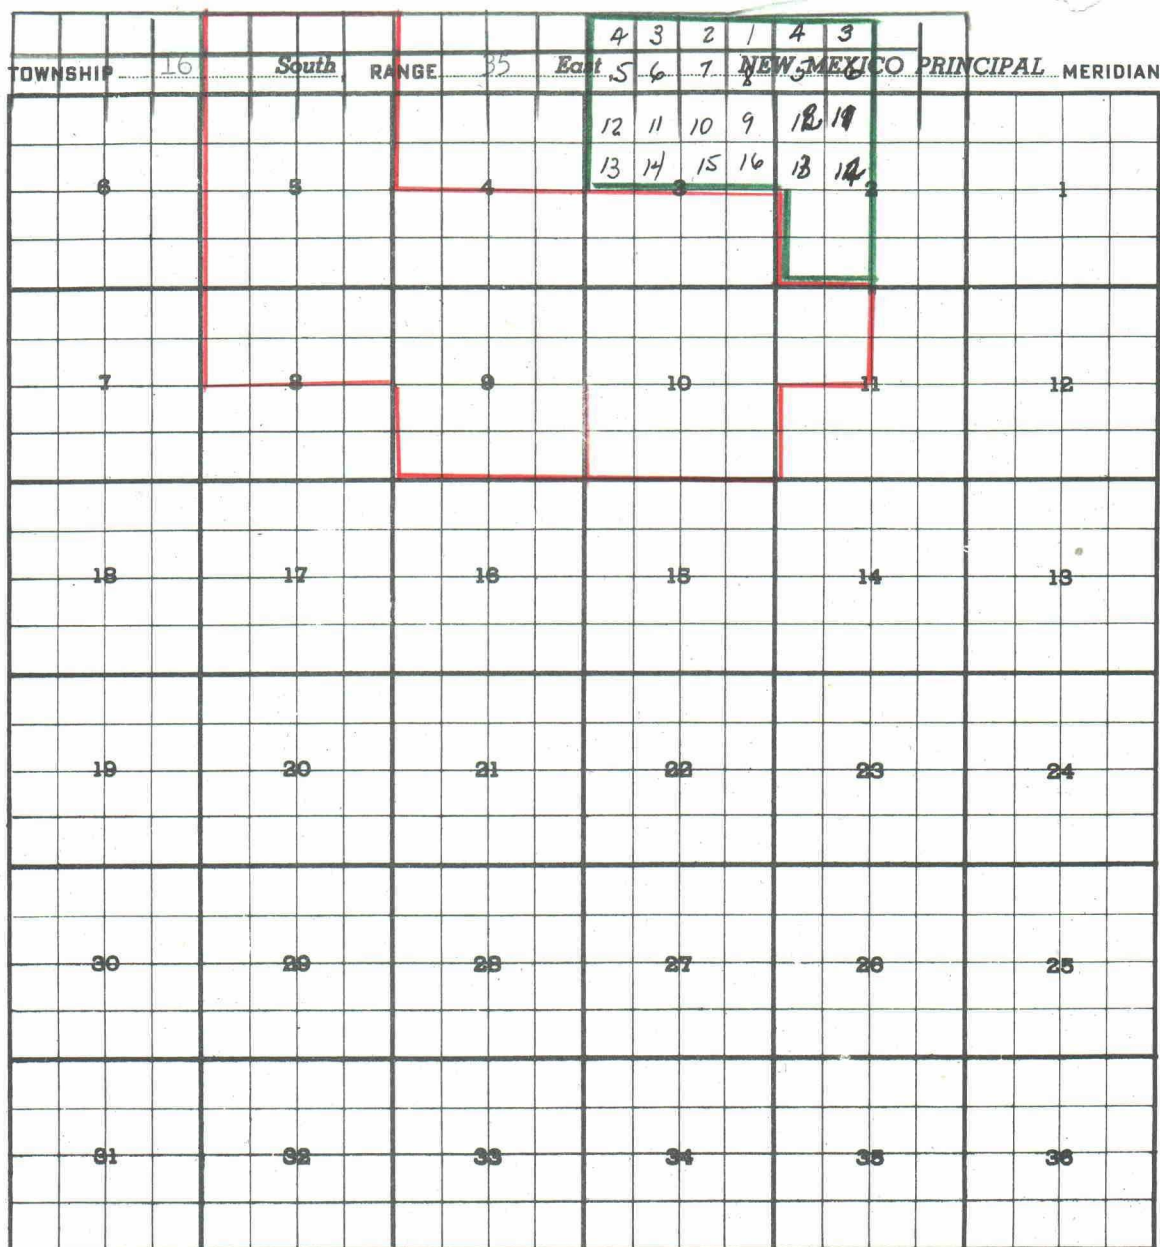 4 3 2 1 4 3
TOWNSHIP 16 South RANGE 35 East NEW MEXICO PRINCIPAL MERIDIAN
5 6 7 8 5 6
12 11 10 9 12 11
13 14 15 16 13 14
6 5 4 3 2 1
7 8 9 10 11 12
18 17 16 15 14 13
19 20 21 22 23 24
30 29 28 27 26 25
31 32 33 34 35 36